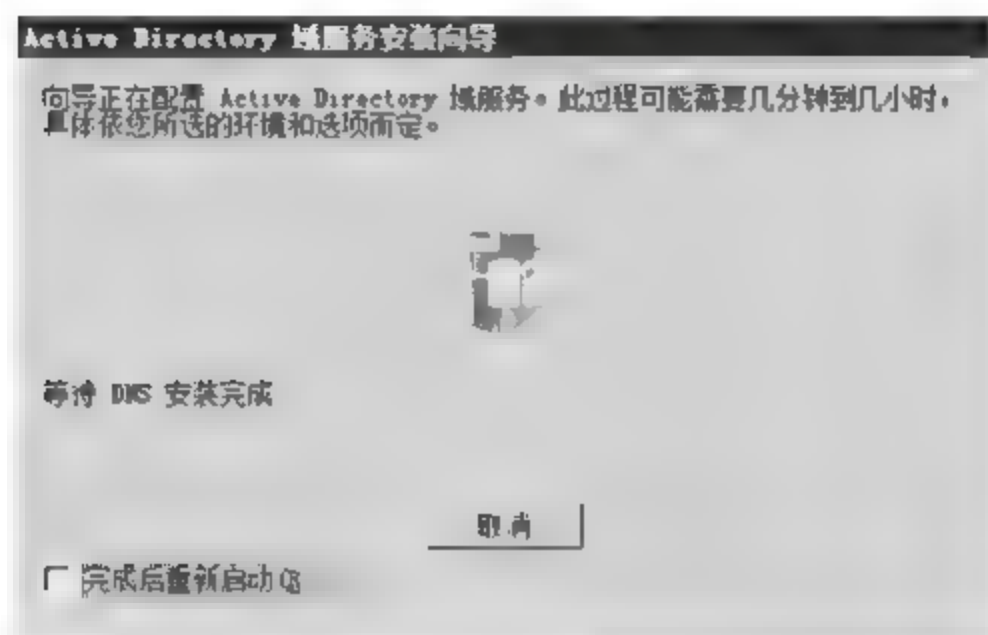 Active Directory 域服务安装向导
向导正在配置 Active Directory 域服务。此过程可能需要几分钟到几小时，
具体依您所选的环境和选项而定。
等待 DNS 安装完成
取消
完成后重新启动(R)